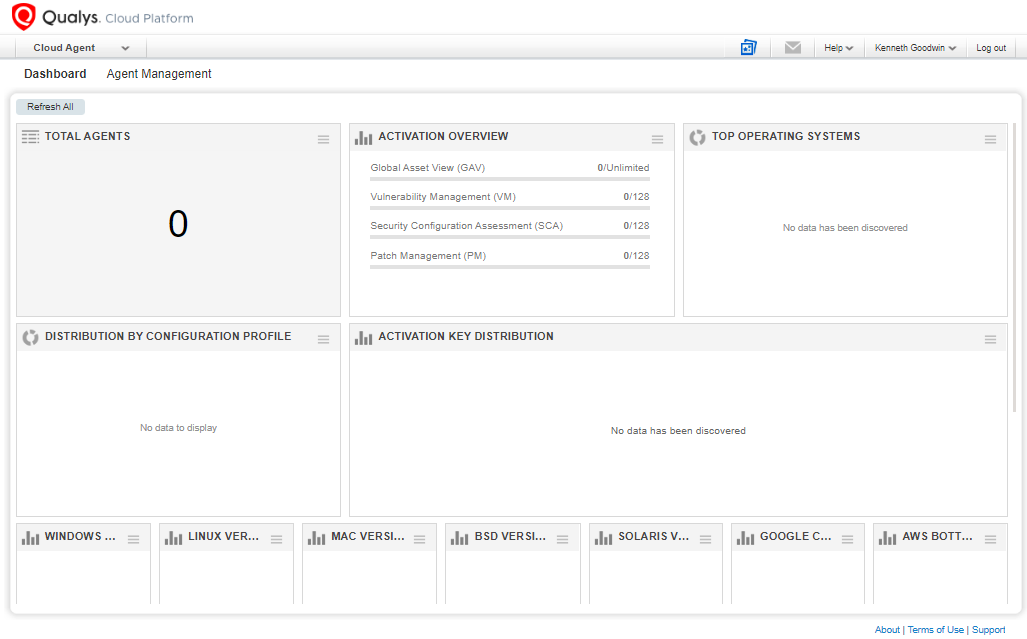 Qualys. Cloud Platform
Cloud Agent
Help
Kenneth Goodwin
Log out
Dashboard
Agent Management
Refresh All
TOTAL AGENTS
0
ACTIVATION OVERVIEW
Global Asset View (GAV) 0/Unlimited
Vulnerability Management (VM) 0/128
Security Configuration Assessment (SCA) 0/128
Patch Management (PM) 0/128
TOP OPERATING SYSTEMS
No data has been discovered
DISTRIBUTION BY CONFIGURATION PROFILE
No data to display
ACTIVATION KEY DISTRIBUTION
No data has been discovered
WINDOWS ...
LINUX VER...
MAC VERSI...
BSD VERSI...
SOLARIS V...
GOOGLE C...
AWS BOTT...
About | Terms of Use | Support